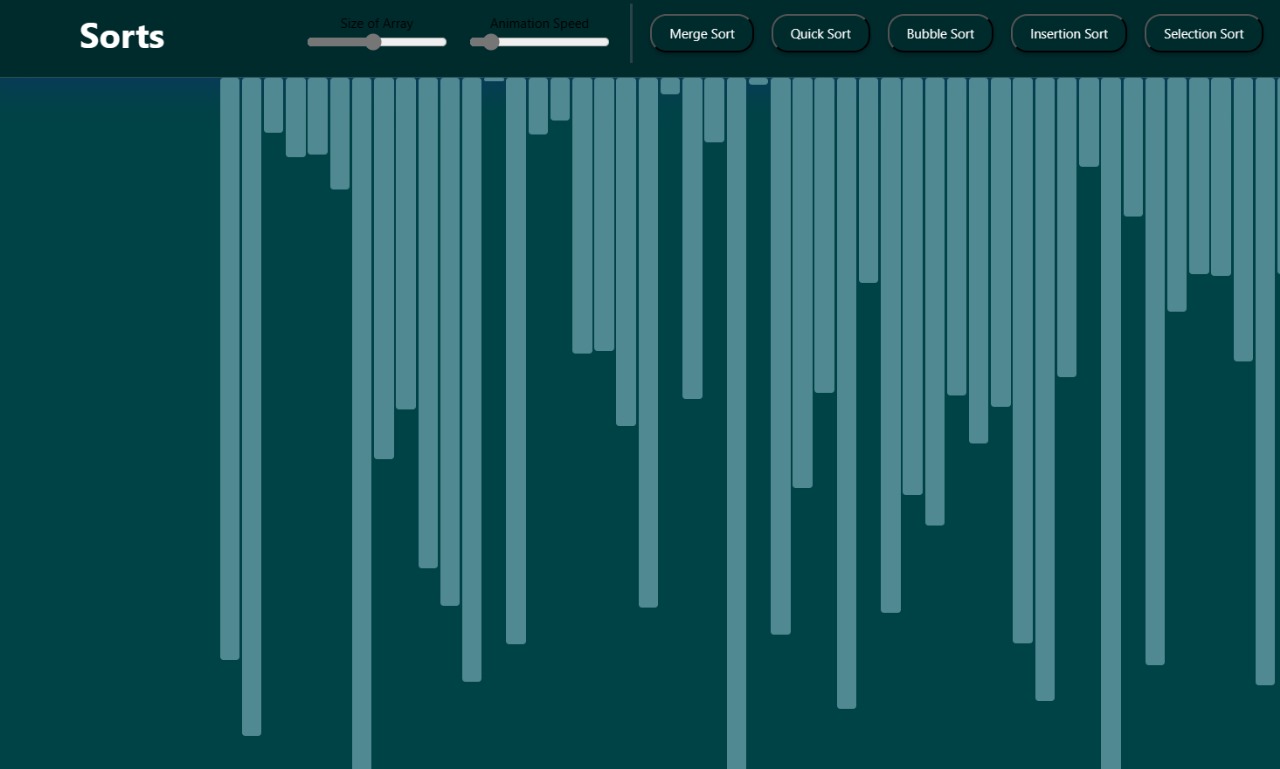 Sorts
Size of Array
Animation Speed
Merge Sort
Quick Sort
Bubble Sort
Insertion Sort
Selection Sort